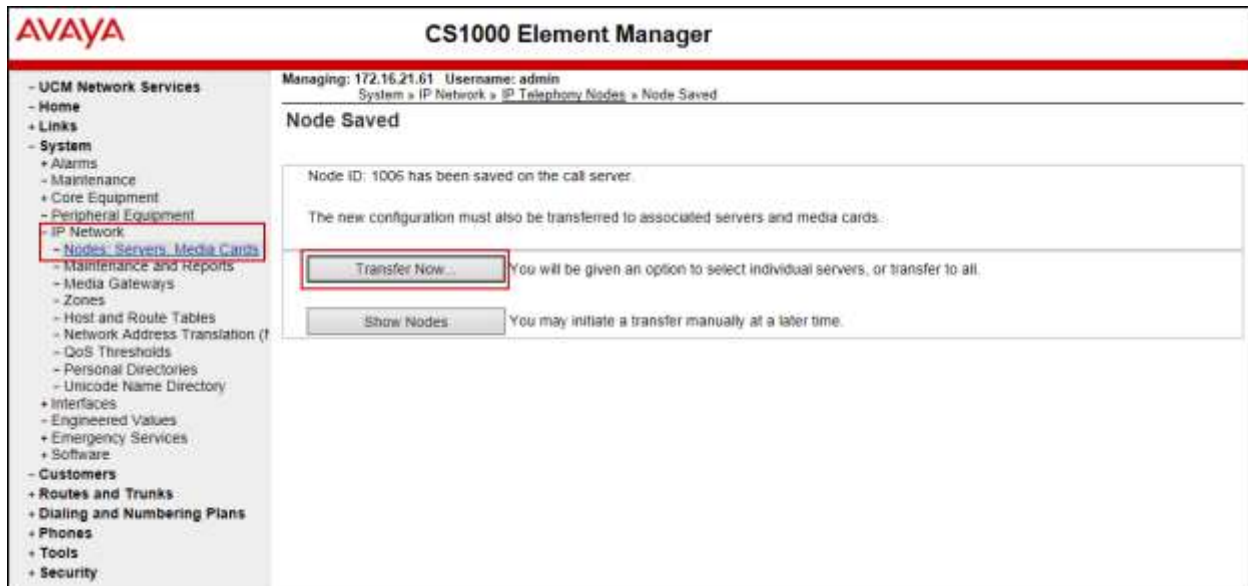 AVAYA
CS1000 Element Manager
- UCM Network Services
- Home
+ Links
- System
+ Alarms
- Maintenance
+ Core Equipment
- Peripheral Equipment
- IP Network
- Nodes: Servers, Media Cards
- Maintenance and Reports
- Media Gateways
- Zones
- Host and Route Tables
- Network Address Translation (N
- QoS Thresholds
- Personal Directories
- Unicode Name Directory
+ Interfaces
- Engineered Values
+ Emergency Services
+ Software
- Customers
+ Routes and Trunks
+ Dialing and Numbering Plans
+ Phones
+ Tools
+ Security
Managing: 172.16.21.61 Username: admin
System » IP Network » IP Telephony Nodes » Node Saved
Node Saved
Node ID: 1006 has been saved on the call server.
The new configuration must also be transferred to associated servers and media cards.
Transfer Now... You will be given an option to select individual servers, or transfer to all.
Show Nodes You may initiate a transfer manually at a later time.